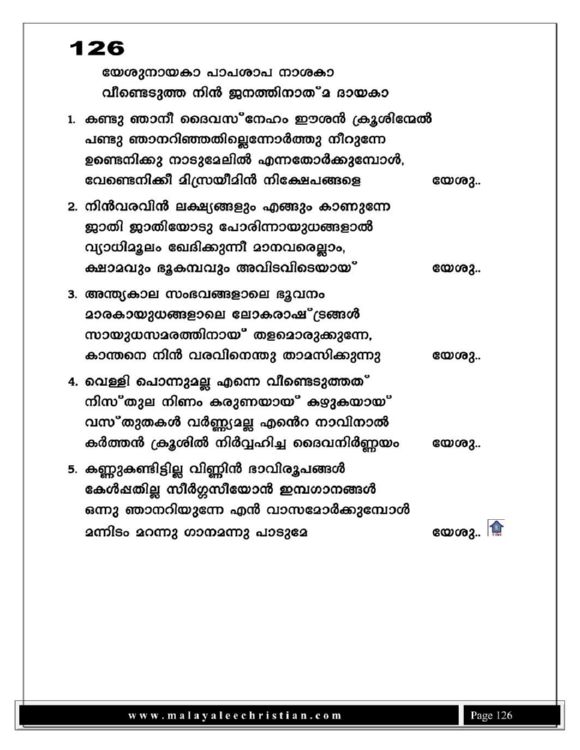 126
യേശുനായകാ പാപശാപ നാശകാ
വീണ്ടെടുത്ത നിൻ ജനത്തിനാത്മ ദായകാ
1. കണ്ടു ഞാനീ ദൈവസ്നേഹം ഈശൻ ക്രൂശിന്മേൽ
പണ്ടു ഞാനറിഞ്ഞതില്ലെന്നോർത്തു നീറുന്നേ
ഉണ്ടെനിക്കു നാടുമേലിൽ എന്നതോർക്കുമ്പോൾ,
വേണ്ടെനിക്കീ മിസ്രയീമിൻ നിക്ഷേപങ്ങളെ യേശു..
2. നിൻവരവിൻ ലക്ഷ്യങ്ങളും എങ്ങും കാണുന്നേ
ജാതി ജാതിയോടു പോരിന്നായുധങ്ങളാൽ
വ്യാധിമൂലം ഖേദിക്കുന്നീ മാനവരെല്ലാം,
ക്ഷാമവും ഭൂകമ്പവും അവിടവിടെയായ് യേശു..
3. അന്ത്യകാല സംഭവങ്ങളാലെ ഭൂവനം
മാരകായുധങ്ങളാലെ ലോകരാഷ്ട്രങ്ങൾ
സായുധസമരത്തിനായ് തളമൊരുക്കുന്നേ,
കാന്തനെ നിൻ വരവിനെന്തു താമസിക്കുന്നു യേശു..
4. വെള്ളി പൊന്നുമല്ല എന്നെ വീണ്ടെടുത്തത്
നിസ്തുല നിണം കരുണയായ് കഴുകയായ്
വസ്തുതകൾ വർണ്ണ്യമല്ല എൻെറ നാവിനാൽ
കർത്തൻ ക്രൂശിൽ നിർവ്വഹിച്ച ദൈവനിർണ്ണയം യേശു..
5. കണ്ണുകണ്ടിട്ടില്ല വിണ്ണിൻ ഭാവിരൂപങ്ങൾ
കേൾപ്പതില്ല സീർഗ്ഗസീയോൻ ഇമ്പഗാനങ്ങൾ
ഒന്നു ഞാനറിയുന്നേ എൻ വാസമോർക്കുമ്പോൾ
മന്നിടം മറന്നു ഗാനമന്നു പാടുമേ യേശു..
www.malayaleechristian.com Page 126